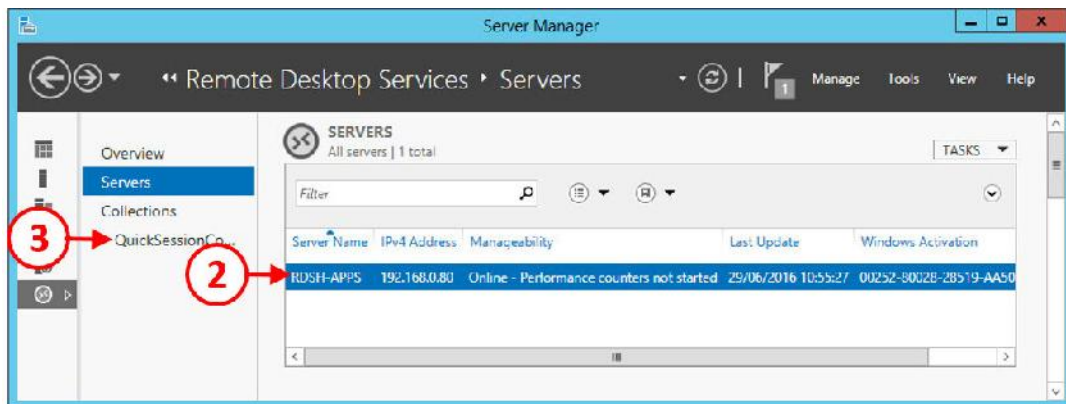 Server Manager
Remote Desktop Services • Servers
1
Manage Tools View Help
Overview
Servers
Collections
QuickSessionCo...
3
2
SERVERS
All servers | 1 total
TASKS
Filter
Server Name IPv4 Address Manageability Last Update Windows Activation
RDSH-APPS 192.168.0.80 Online - Performance counters not started 29/06/2016 10:55:27 00252-80028-28519-AA50